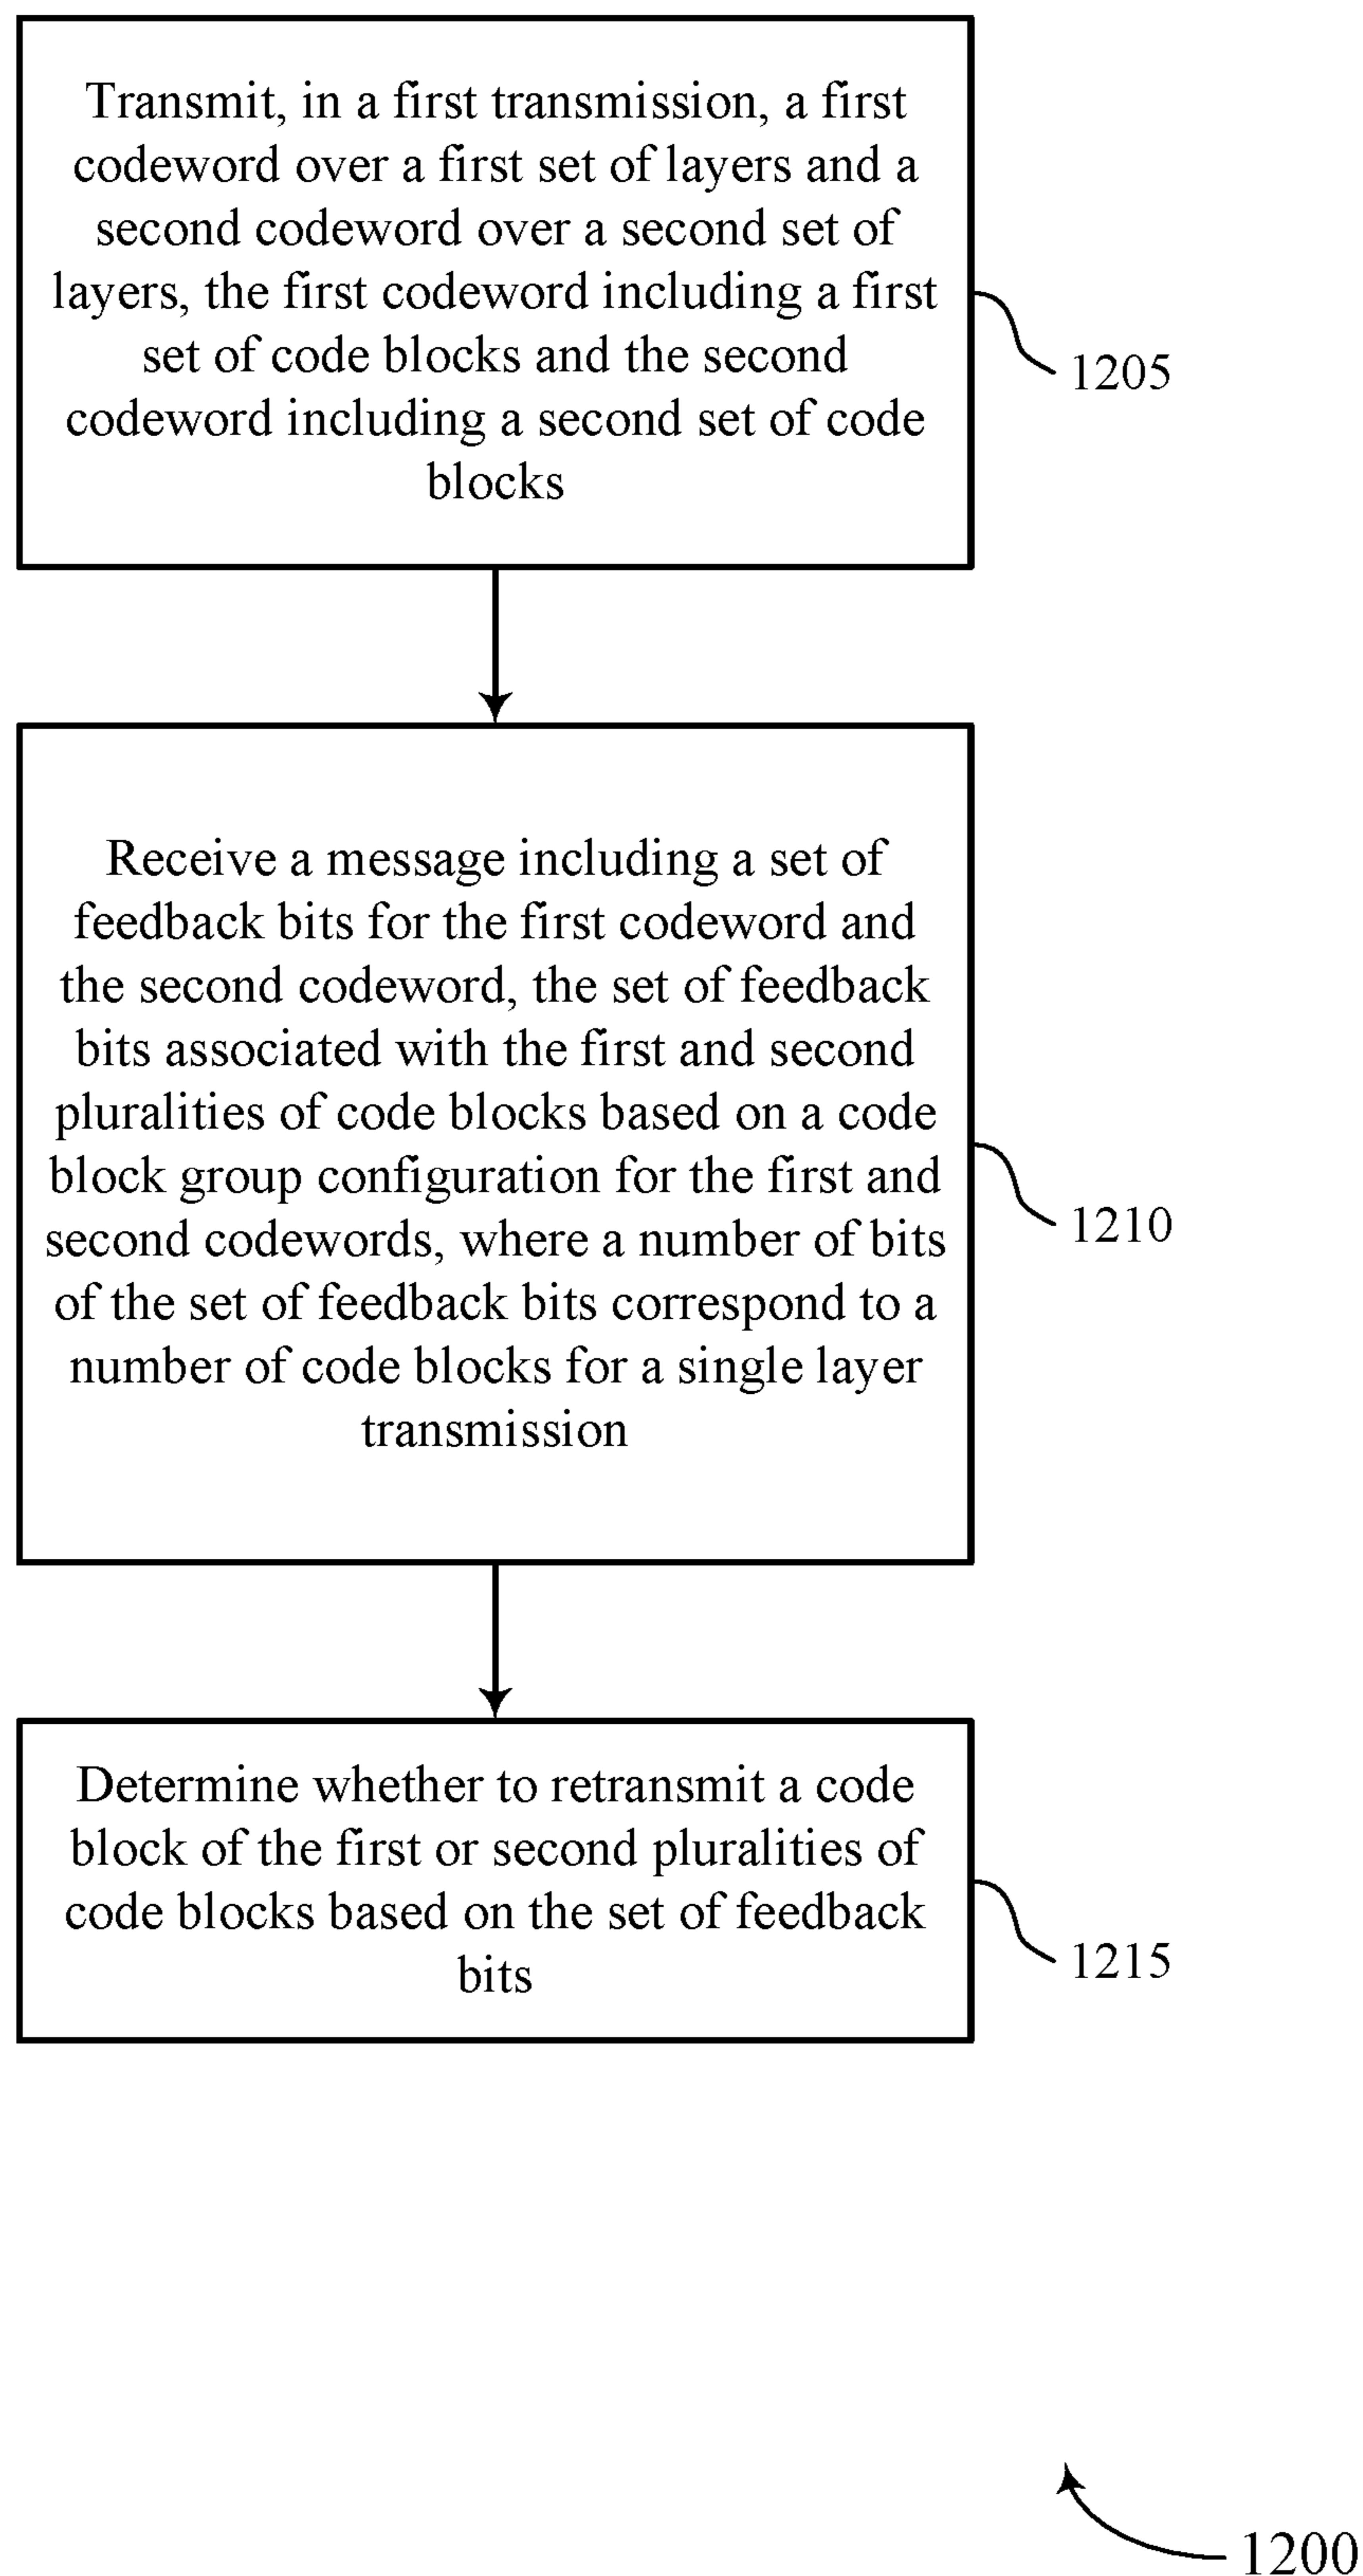 Transmit, in a first transmission, a first
codeword over a first set of layers and a
second codeword over a second set of
layers, the first codeword including a first
set of code blocks and the second
codeword including a second set of code
blocks
1205
Receive a message including a set of
feedback bits for the first codeword and
the second codeword, the set of feedback
bits associated with the first and second
pluralities of code blocks based on a code
block group configuration for the first and
second codewords, where a number of bits
of the set of feedback bits correspond to a
number of code blocks for a single layer
transmission
1210
Determine whether to retransmit a code
block of the first or second pluralities of
code blocks based on the set of feedback
bits
1215
1200